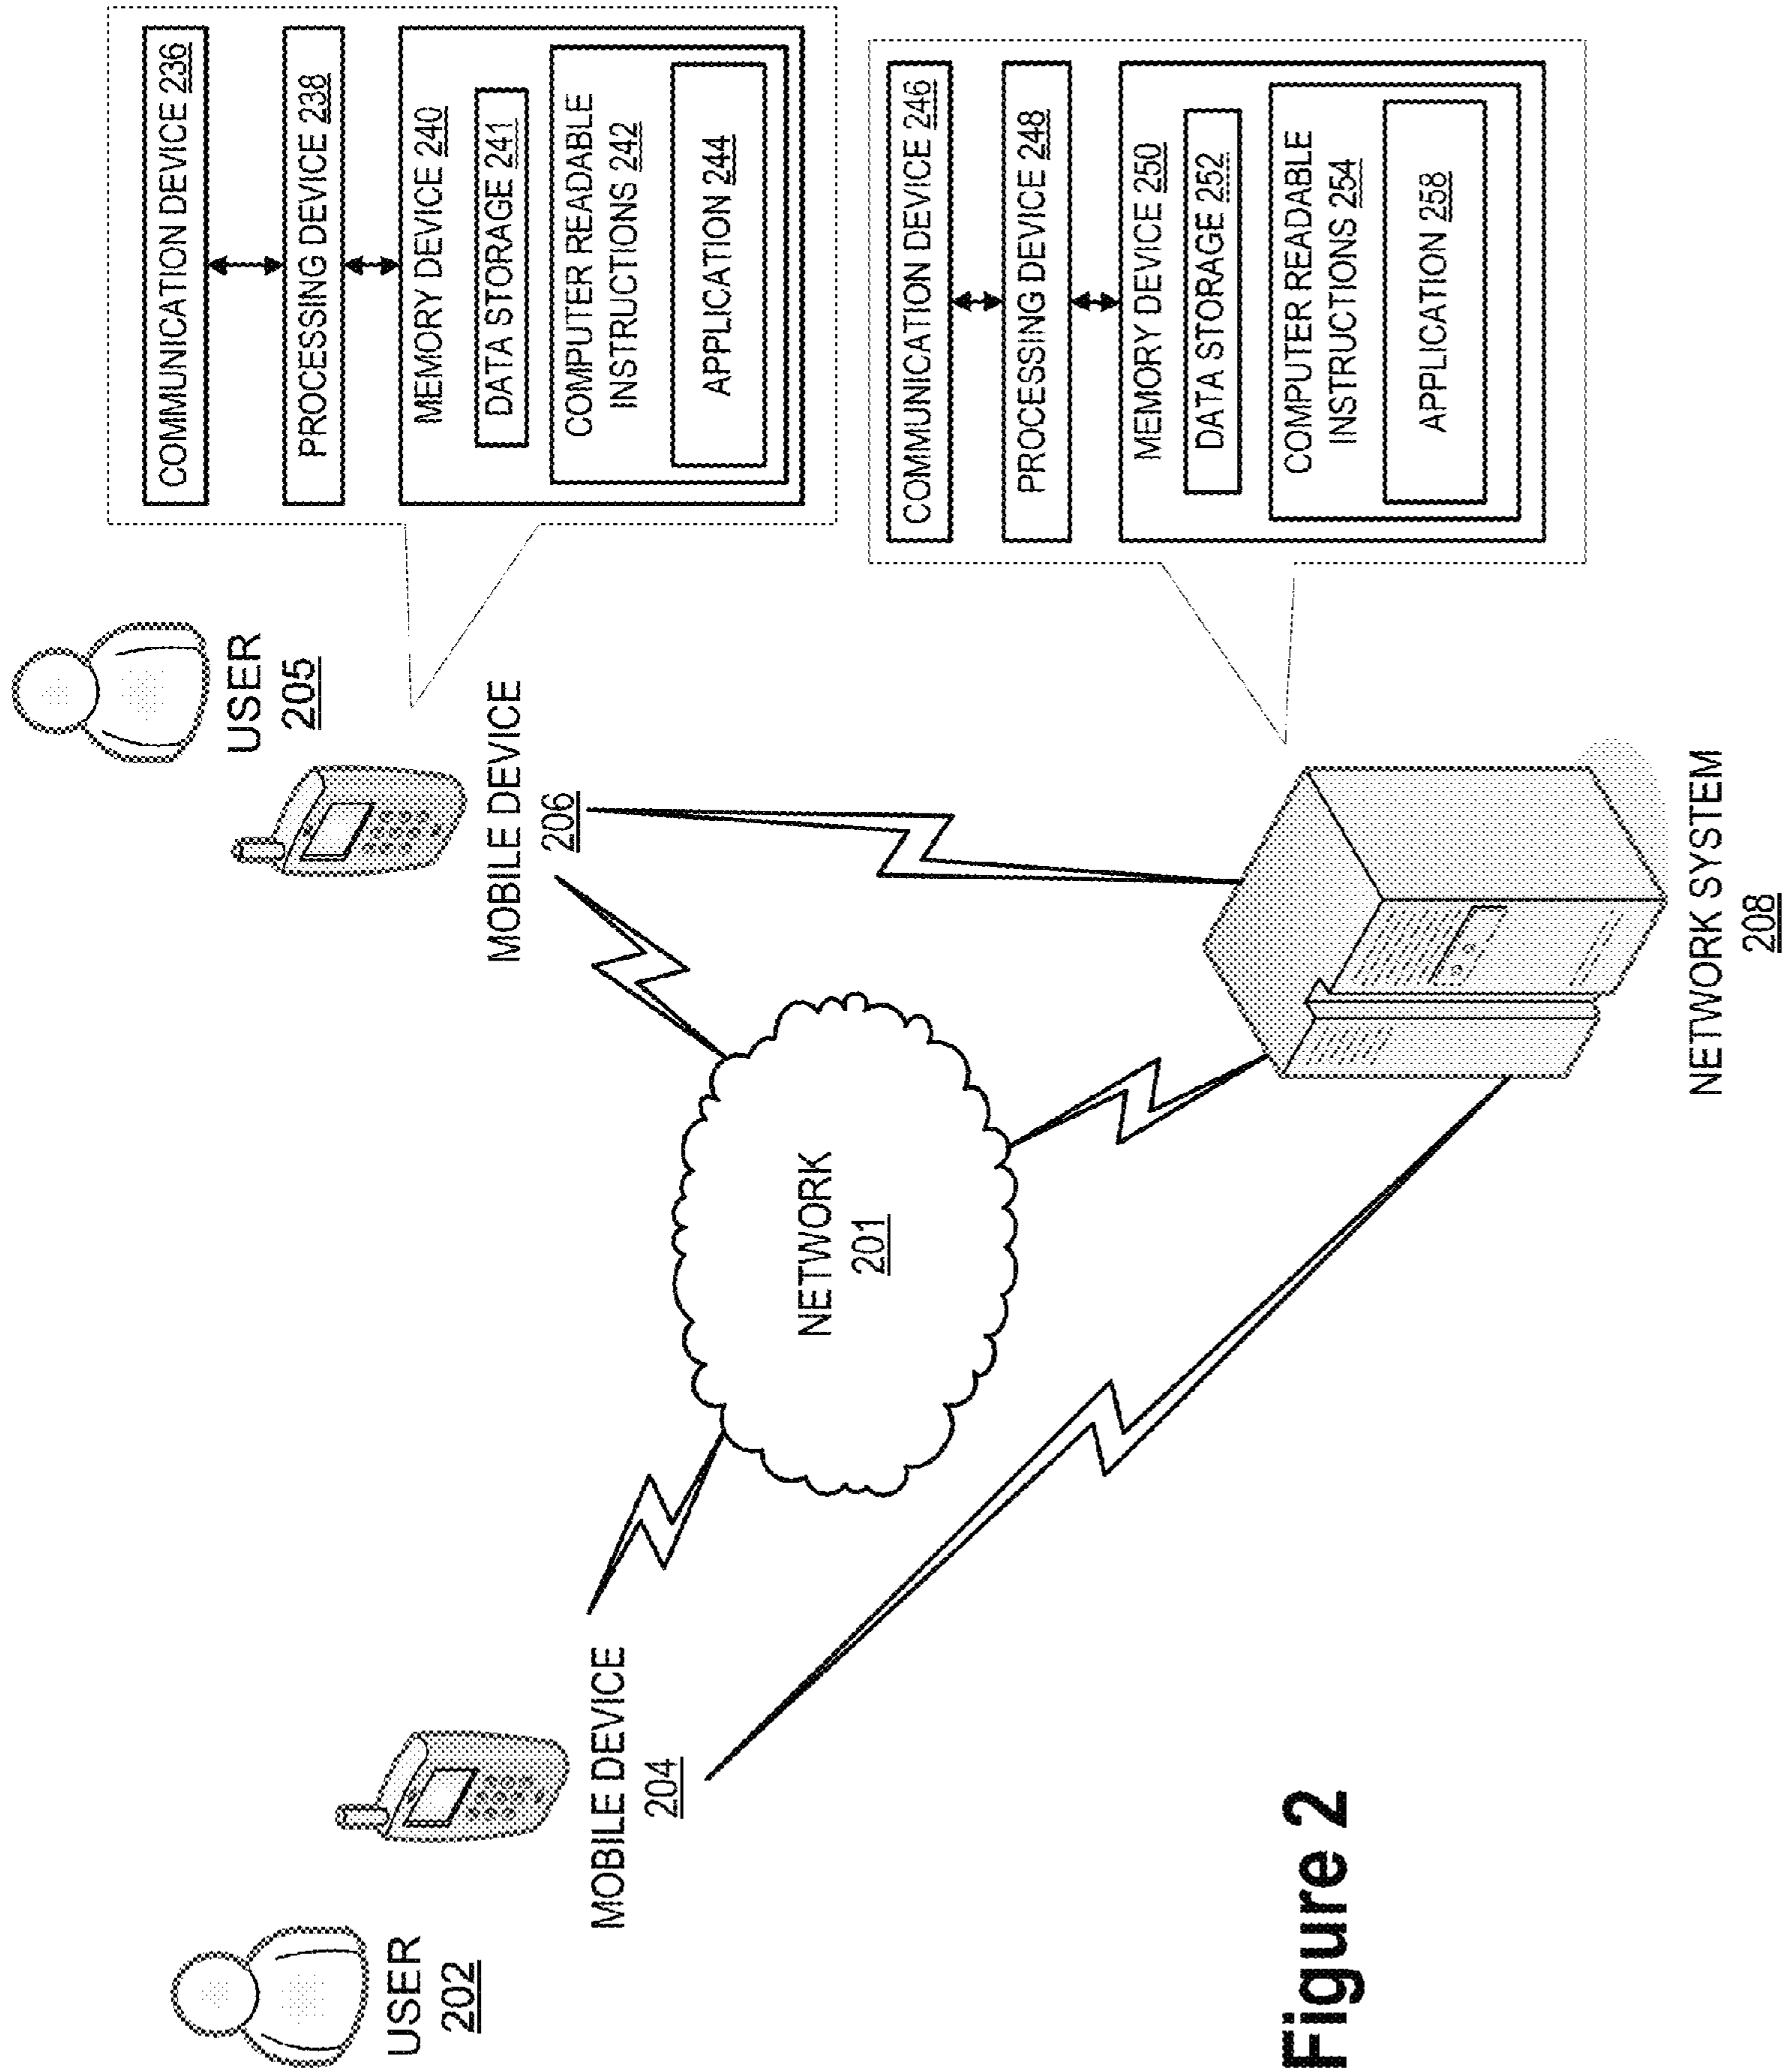 USER
202
MOBILE DEVICE
204
NETWORK
201
USER
205
MOBILE DEVICE
206
NETWORK SYSTEM
208
COMMUNICATION DEVICE 236
PROCESSING DEVICE 238
MEMORY DEVICE 240
DATA STORAGE 241
COMPUTER READABLE
INSTRUCTIONS 242
APPLICATION 244
COMMUNICATION DEVICE 246
PROCESSING DEVICE 248
MEMORY DEVICE 250
DATA STORAGE 252
COMPUTER READABLE
INSTRUCTIONS 254
APPLICATION 258
Figure 2